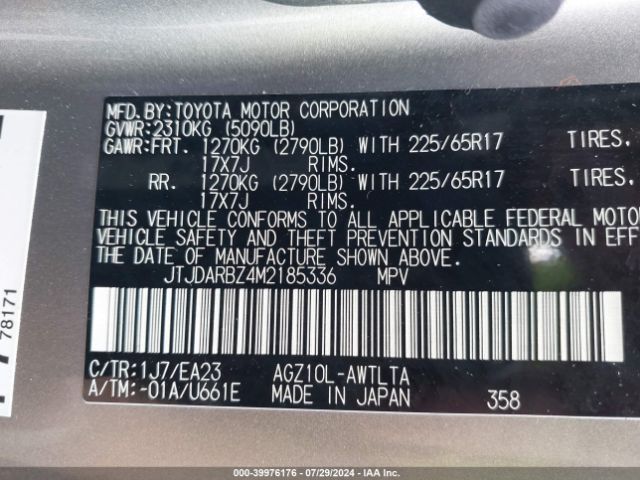 MFD.BY:TOYOTA MOTOR CORPORATION
GVWR:2310KG (5090LB)
GAWR:FRT. 1270KG (2790LB) WITH 225/65R17 TIRES,
17X7J RIMS.
RR. 1270KG (2790LB) WITH 225/65R17 TIRES,
17X7J RIMS.
THIS VEHICLE CONFORMS TO ALL APPLICABLE FEDERAL MOTO
VEHICLE SAFETY AND THEFT PREVENTION STANDARDS IN EFF
THE DATE OF MANUFACTURE SHOWN ABOVE.
JTJDARBZ4M2185336 MPV
C/TR:1J7/EA23 AGZ10L-AWTLTA
A/TM:-01A/U661E MADE IN JAPAN 358
78171
000-39976176 - 07/29/2024 - IAA Inc.